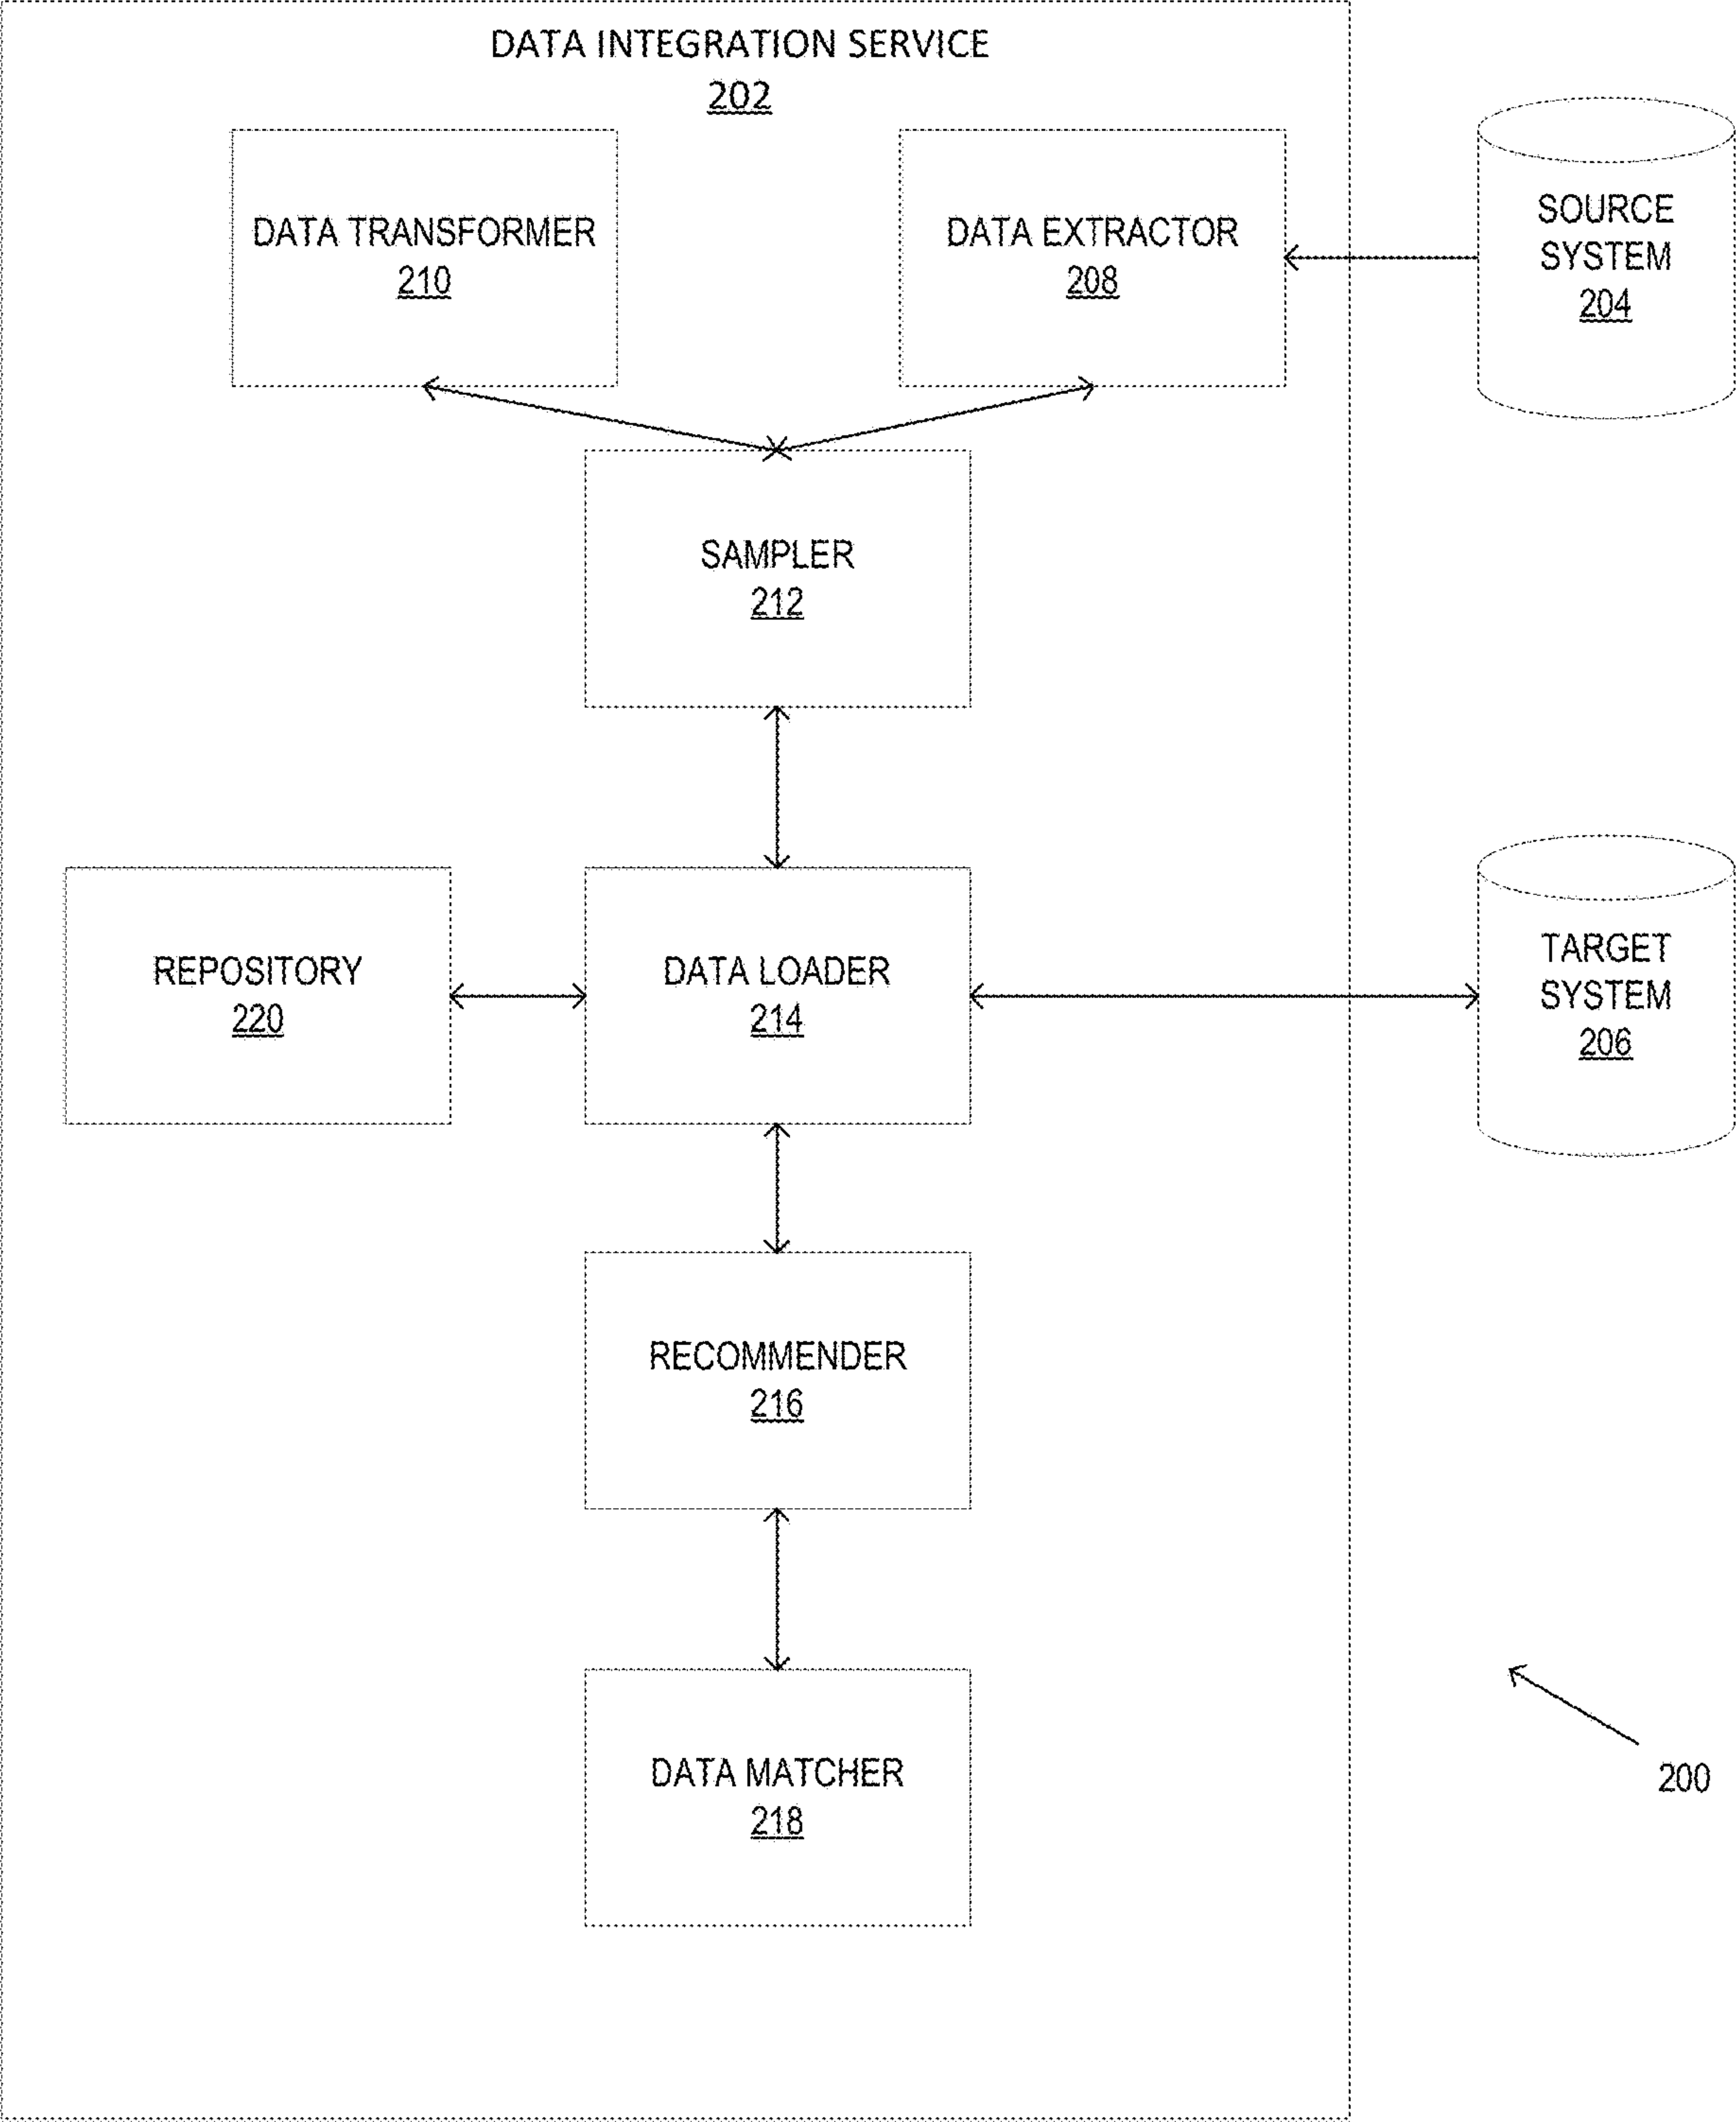 DATA INTEGRATION SERVICE
202
DATA TRANSFORMER
210
DATA EXTRACTOR
208
SOURCE
SYSTEM
204
SAMPLER
212
REPOSITORY
220
DATA LOADER
214
TARGET
SYSTEM
206
RECOMMENDER
216
DATA MATCHER
218
200